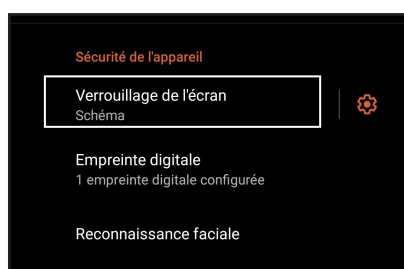 Sécurité de l'appareil
Verrouillage de l'écran
Schéma
Empreinte digitale
1 empreinte digitale configurée
Reconnaissance faciale